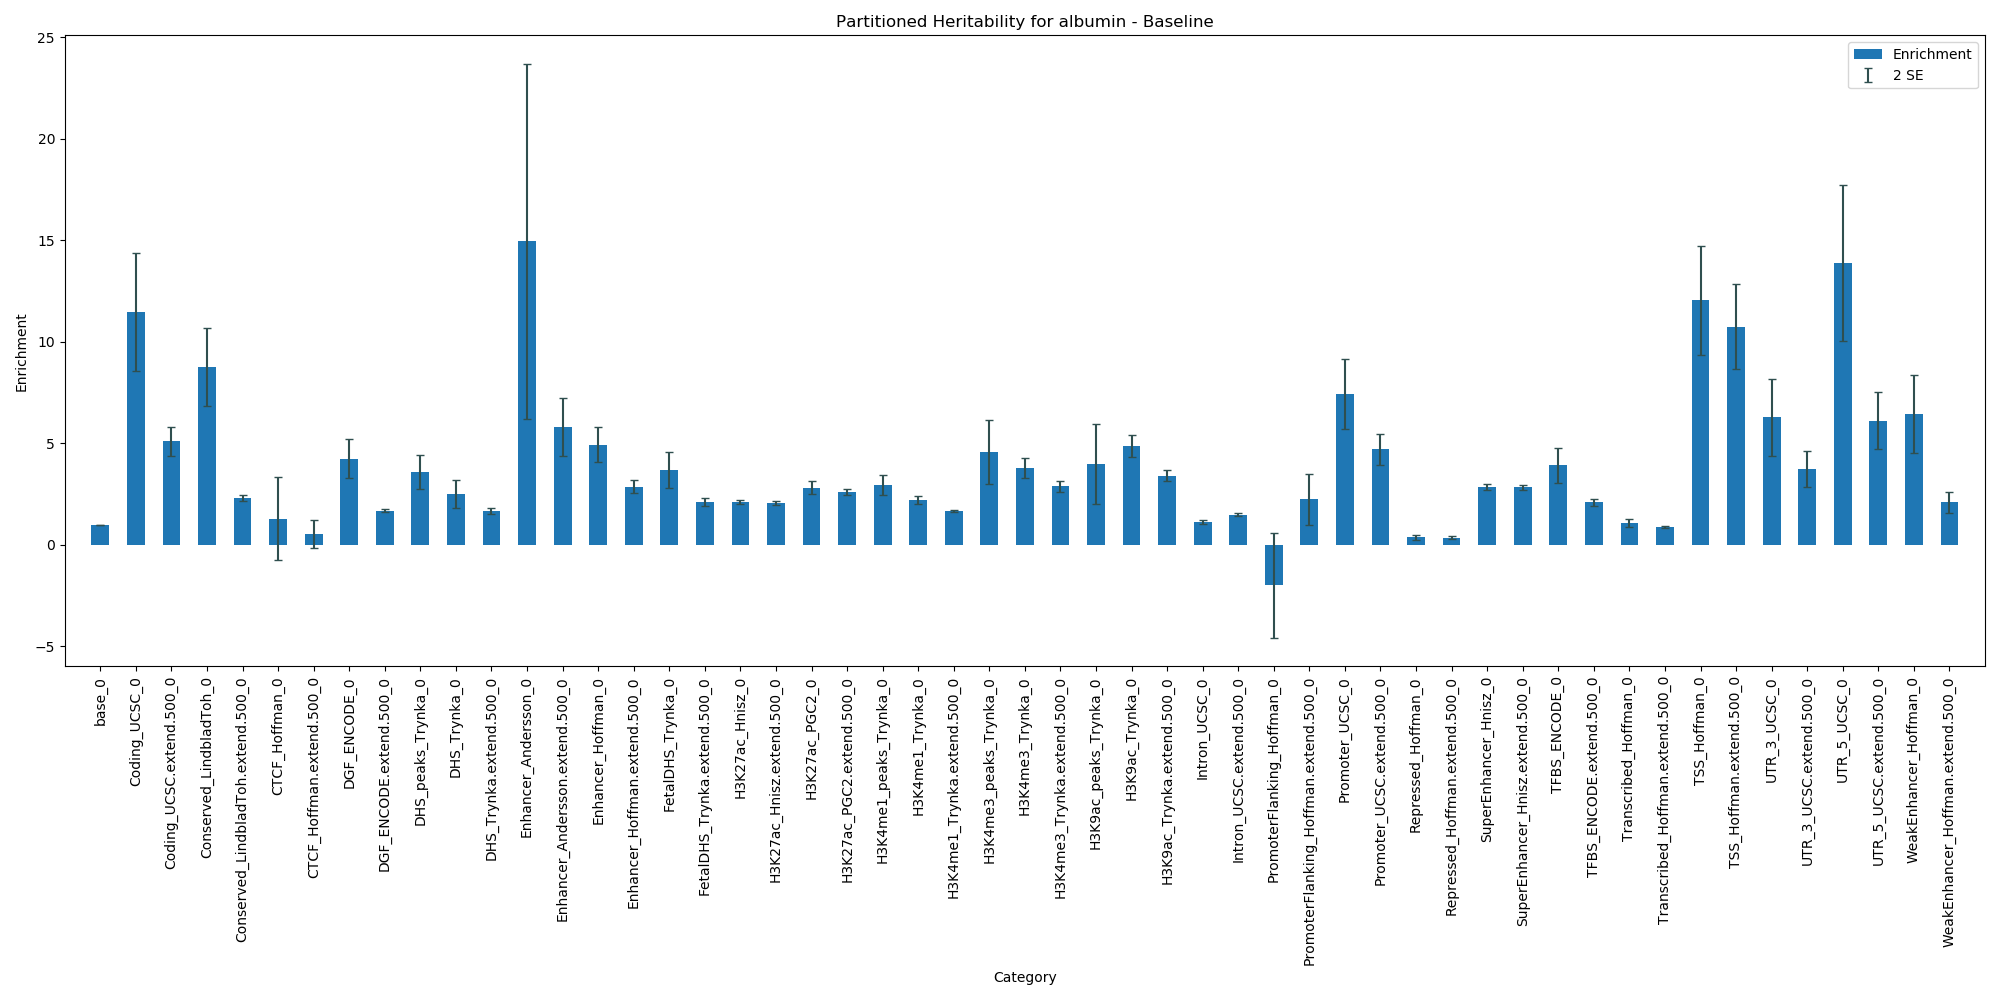 Partitioned Heritability for albumin - Baseline
Enrichment
2 SE
25
20
15
10
5
0
−5
Enrichment
base_0
Coding_UCSC_0
Coding_UCSC.extend.500_0
Conserved_LindbladToh_0
Conserved_LindbladToh.extend.500_0
CTCF_Hoffman_0
CTCF_Hoffman.extend.500_0
DGF_ENCODE_0
DGF_ENCODE.extend.500_0
DHS_peaks_Trynka_0
DHS_Trynka_0
DHS_Trynka.extend.500_0
Enhancer_Andersson_0
Enhancer_Andersson.extend.500_0
Enhancer_Hoffman_0
Enhancer_Hoffman.extend.500_0
FetalDHS_Trynka_0
FetalDHS_Trynka.extend.500_0
H3K27ac_Hnisz_0
H3K27ac_Hnisz.extend.500_0
H3K27ac_PGC2_0
H3K27ac_PGC2.extend.500_0
H3K4me1_peaks_Trynka_0
H3K4me1_Trynka_0
H3K4me1_Trynka.extend.500_0
H3K4me3_peaks_Trynka_0
H3K4me3_Trynka_0
H3K4me3_Trynka.extend.500_0
H3K9ac_peaks_Trynka_0
H3K9ac_Trynka_0
H3K9ac_Trynka.extend.500_0
Intron_UCSC_0
Intron_UCSC.extend.500_0
PromoterFlanking_Hoffman_0
PromoterFlanking_Hoffman.extend.500_0
Promoter_UCSC_0
Promoter_UCSC.extend.500_0
Repressed_Hoffman_0
Repressed_Hoffman.extend.500_0
SuperEnhancer_Hnisz_0
SuperEnhancer_Hnisz.extend.500_0
TFBS_ENCODE_0
TFBS_ENCODE.extend.500_0
Transcribed_Hoffman_0
Transcribed_Hoffman.extend.500_0
TSS_Hoffman_0
TSS_Hoffman.extend.500_0
UTR_3_UCSC_0
UTR_3_UCSC.extend.500_0
UTR_5_UCSC_0
UTR_5_UCSC.extend.500_0
WeakEnhancer_Hoffman_0
WeakEnhancer_Hoffman.extend.500_0
Category